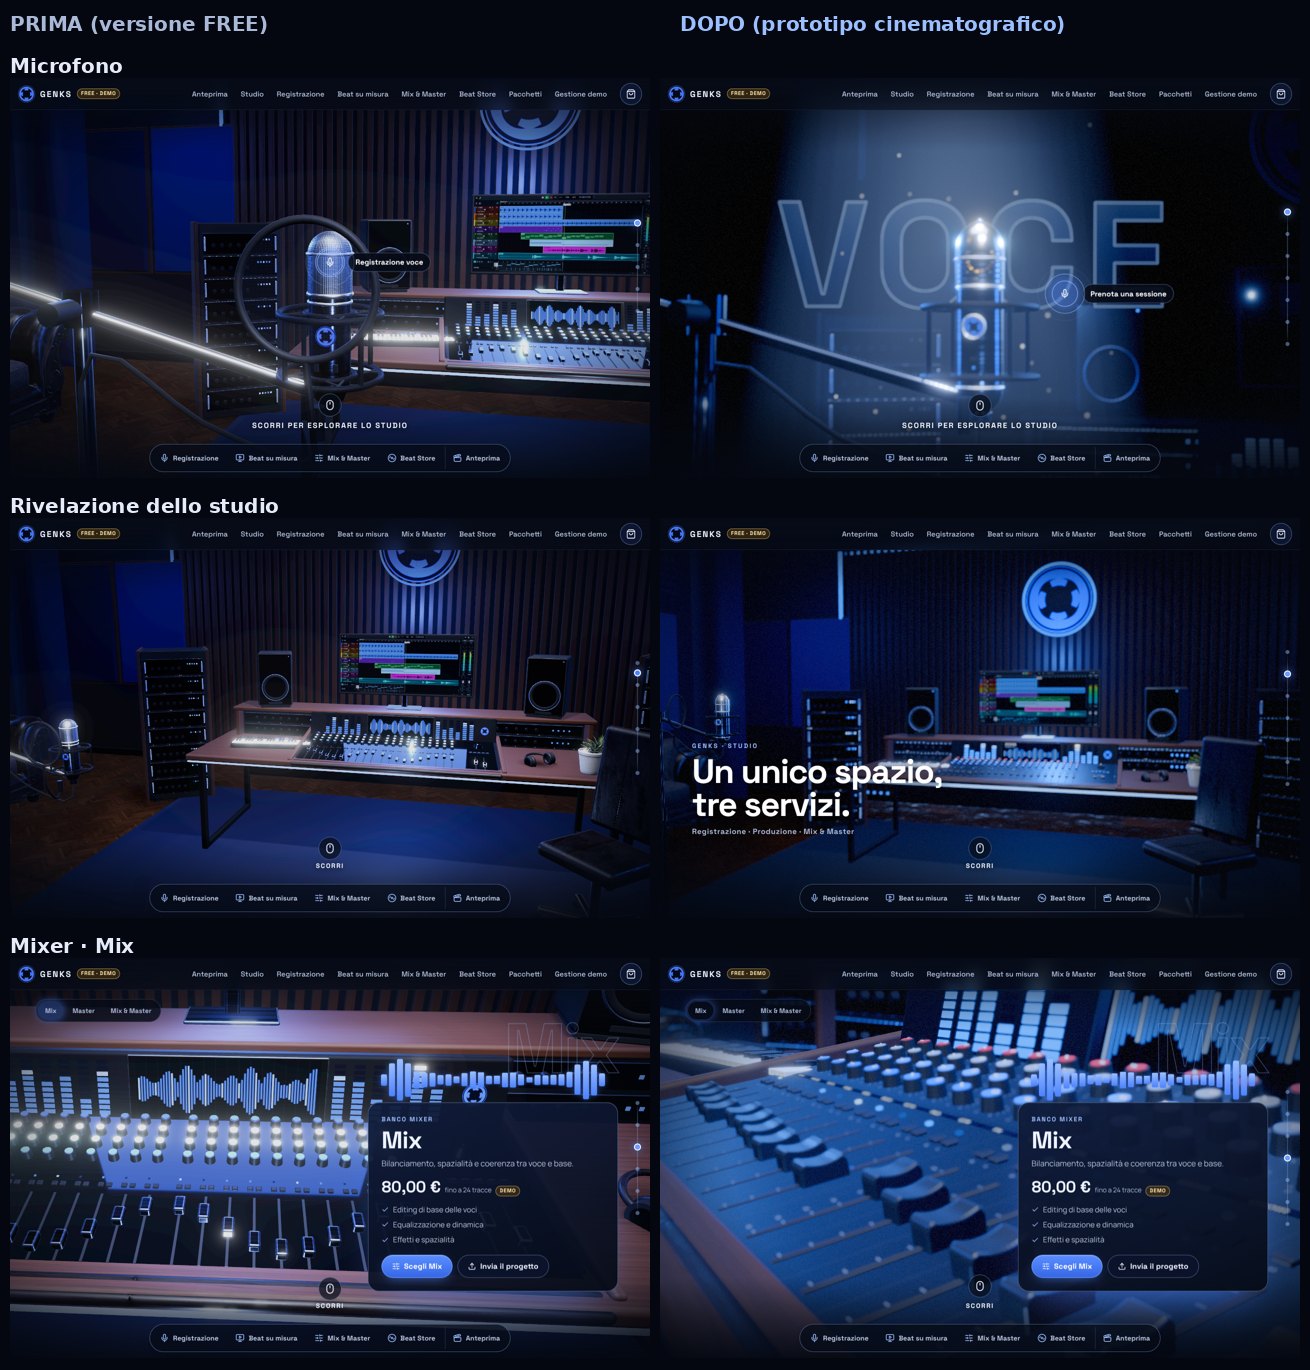 PRIMA (versione FREE)
DOPO (prototipo cinematografico)
Microfono
GENKS FREE · DEMO Anteprima Studio Registrazione Beat su misura Mix & Master Beat Store Pacchetti Gestione demo
Registrazione voce
SCORRI PER ESPLORARE LO STUDIO
Registrazione Beat su misura Mix & Master Beat Store Anteprima
GENKS FREE · DEMO Anteprima Studio Registrazione Beat su misura Mix & Master Beat Store Pacchetti Gestione demo
VOCE
Prenota una sessione
SCORRI PER ESPLORARE LO STUDIO
Registrazione Beat su misura Mix & Master Beat Store Anteprima
Rivelazione dello studio
GENKS FREE · DEMO Anteprima Studio Registrazione Beat su misura Mix & Master Beat Store Pacchetti Gestione demo
SCORRI
Registrazione Beat su misura Mix & Master Beat Store Anteprima
GENKS FREE · DEMO Anteprima Studio Registrazione Beat su misura Mix & Master Beat Store Pacchetti Gestione demo
GENKS · STUDIO
Un unico spazio,
tre servizi.
Registrazione · Produzione · Mix & Master
SCORRI
Registrazione Beat su misura Mix & Master Beat Store Anteprima
Mixer · Mix
GENKS FREE · DEMO Anteprima Studio Registrazione Beat su misura Mix & Master Beat Store Pacchetti Gestione demo
Mix Master Mix & Master
Mix
BANCO MIXER
Mix
Bilanciamento, spazialità e coerenza tra voce e base.
80,00 € fino a 24 tracce DEMO
Editing di base delle voci
Equalizzazione e dinamica
Effetti e spazialità
Scegli Mix Invia il progetto
SCORRI
Registrazione Beat su misura Mix & Master Beat Store Anteprima
GENKS FREE · DEMO Anteprima Studio Registrazione Beat su misura Mix & Master Beat Store Pacchetti Gestione demo
Mix Master Mix & Master
Mix
BANCO MIXER
Mix
Bilanciamento, spazialità e coerenza tra voce e base.
80,00 € fino a 24 tracce DEMO
Editing di base delle voci
Equalizzazione e dinamica
Effetti e spazialità
Scegli Mix Invia il progetto
SCORRI
Registrazione Beat su misura Mix & Master Beat Store Anteprima